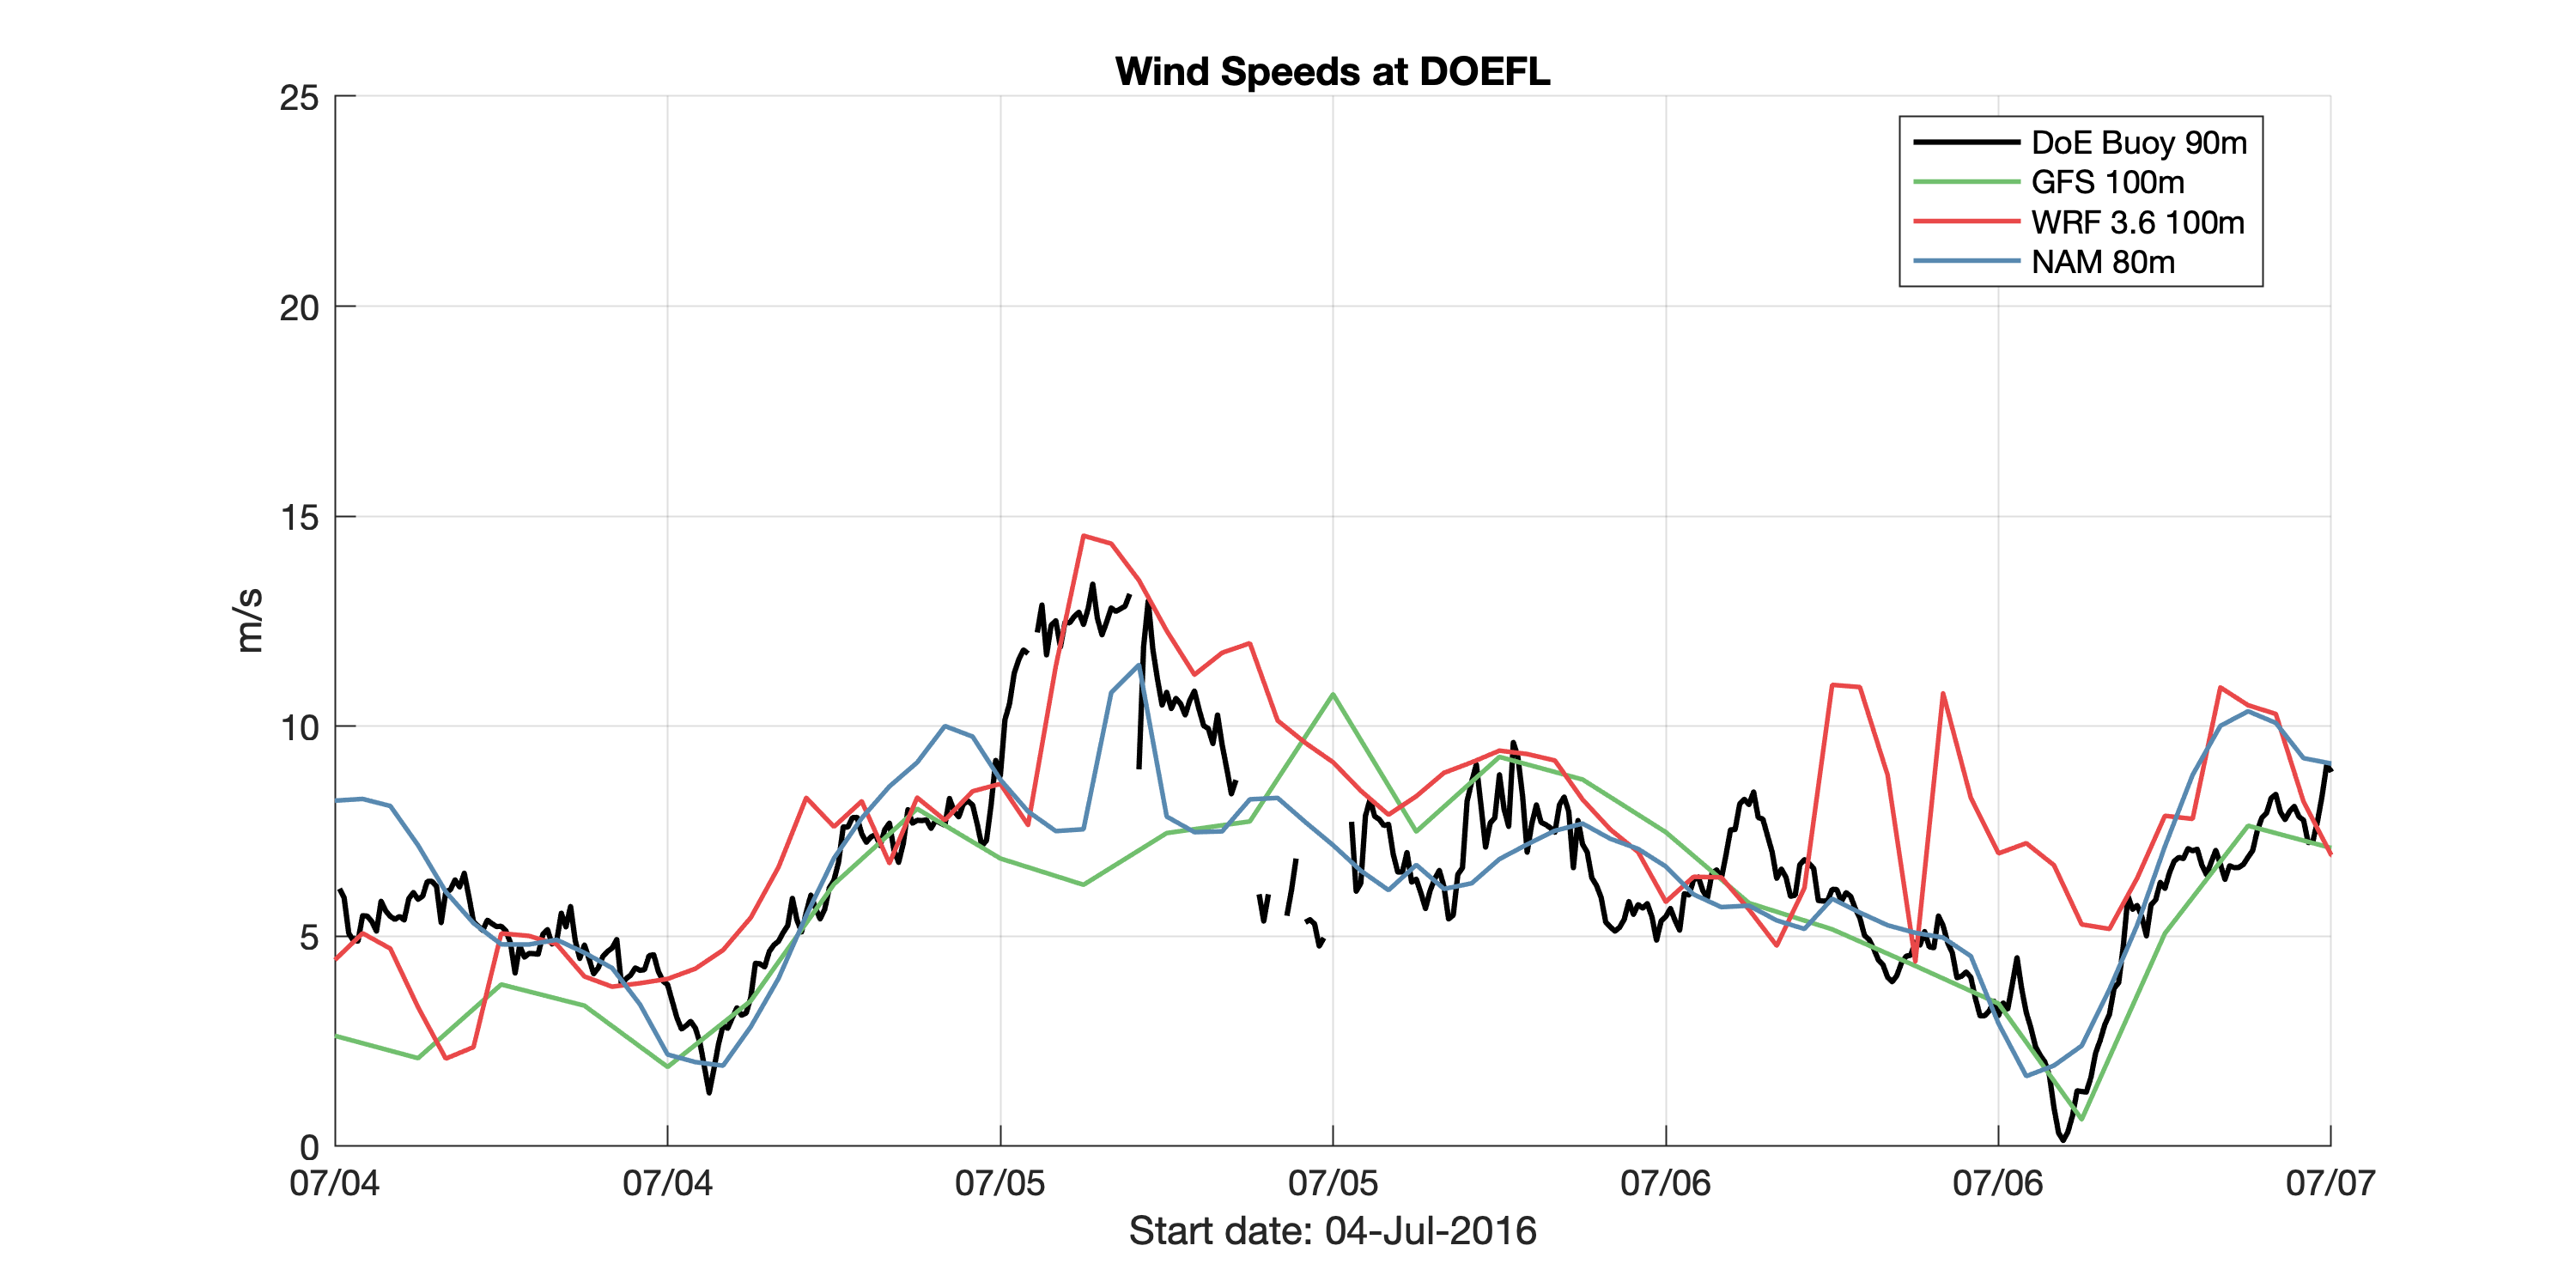 Wind Speeds at DOEFL
25
20
15
10
5
0
m/s
DoE Buoy 90m
GFS 100m
WRF 3.6 100m
NAM 80m
07/04 07/04 07/05 07/05 07/06 07/06 07/07
Start date: 04-Jul-2016